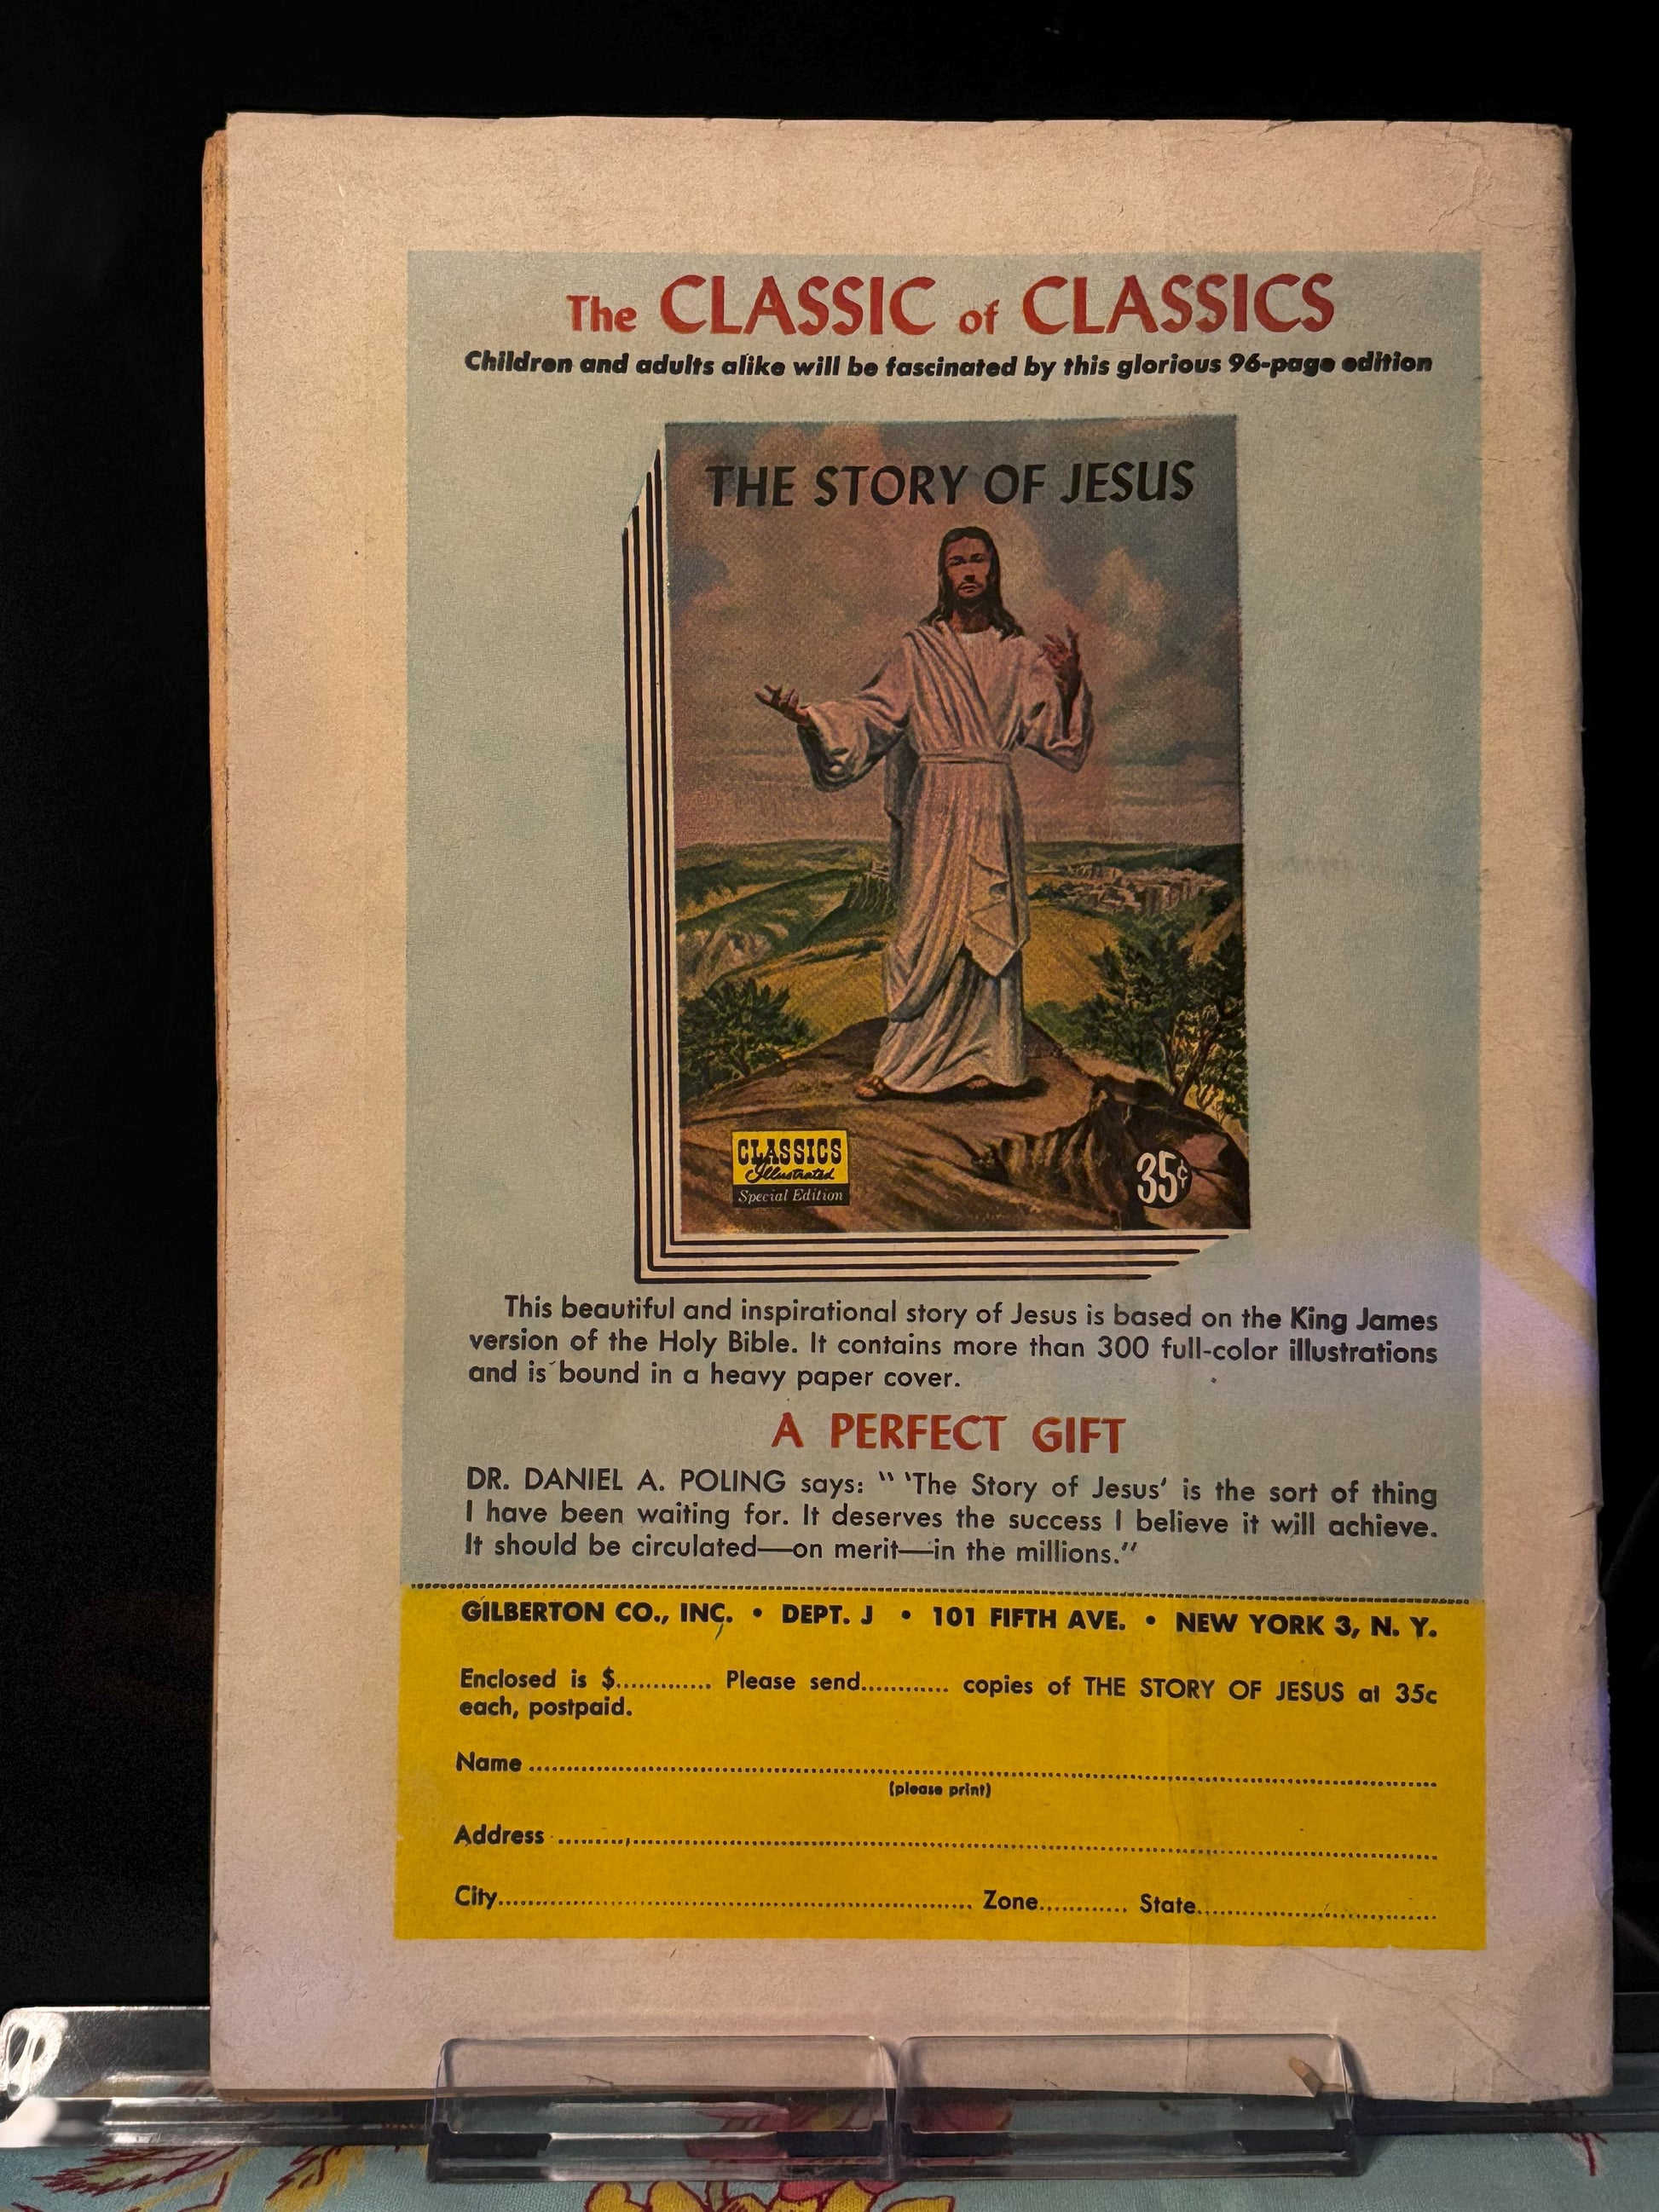 The CLASSIC of CLASSICS
Children and adults alike will be fascinated by this glorious 96-page edition
THE STORY OF JESUS
CLASSICS
Illustrated
Special Edition
35¢
This beautiful and inspirational story of Jesus is based on the King James
version of the Holy Bible. It contains more than 300 full-color illustrations
and is bound in a heavy paper cover.
A PERFECT GIFT
DR. DANIEL A. POLING says: " 'The Story of Jesus' is the sort of thing
I have been waiting for. It deserves the success I believe it will achieve.
It should be circulated—on merit—in the millions."
GILBERTON CO., INC. • DEPT. J • 101 FIFTH AVE. • NEW YORK 3, N. Y.
Enclosed is $............. Please send............ copies of THE STORY OF JESUS at 35c
each, postpaid.
Name ..........................................................................................
(please print)
Address ..........................................................................................
City.................................................... Zone............ State..............................